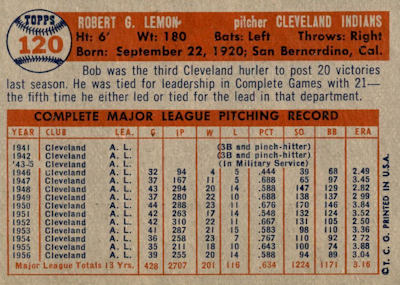 TOPPS
120
ROBERT G. LEMON pitcher CLEVELAND INDIANS
Ht: 6' Wt: 180 Bats: Left Throws: Right
Born: September 22, 1920; San Bernordino, Cal.
Bob was the third Cleveland hurler to post 20 victories
last season. He was tied for leadership in Complete Games with 21—
the fifth time he either led or tied for the lead in that department.
COMPLETE MAJOR LEAGUE PITCHING RECORD
YEAR CLUB LEA. G IP W L PCT. SO BB ERA
1941 Cleveland A. L. (3B and pinch-hitter)
1942 Cleveland A. L. (3B and pinch-hitter)
'43-5 Cleveland A. L. (In Military Service)
1946 Cleveland A. L. 32 94 4 5 .444 39 68 2.49
1947 Cleveland A. L. 37 167 11 5 .688 65 97 3.45
1948 Cleveland A. L. 43 294 20 14 .588 147 129 2.82
1949 Cleveland A. L. 37 280 22 10 .688 138 137 2.99
1950 Cleveland A. L. 44 288 23 11 .676 170 146 3.84
1951 Cleveland A. L. 42 263 17 14 .548 132 124 3.52
1952 Cleveland A. L. 42 310 22 11 .667 131 105 2.50
1953 Cleveland A. L. 41 287 21 15 .583 98 110 3.36
1954 Cleveland A. L. 36 258 23 7 .767 110 92 2.72
1955 Cleveland A. L. 35 211 18 10 .643 100 74 3.88
1956 Cleveland A. L. 39 255 20 14 .588 94 89 3.04
Major League Totals 13 Yrs. 428 2707 201 116 .634 1224 1171 3.16
© T. C. G. PRINTED IN U.S.A.